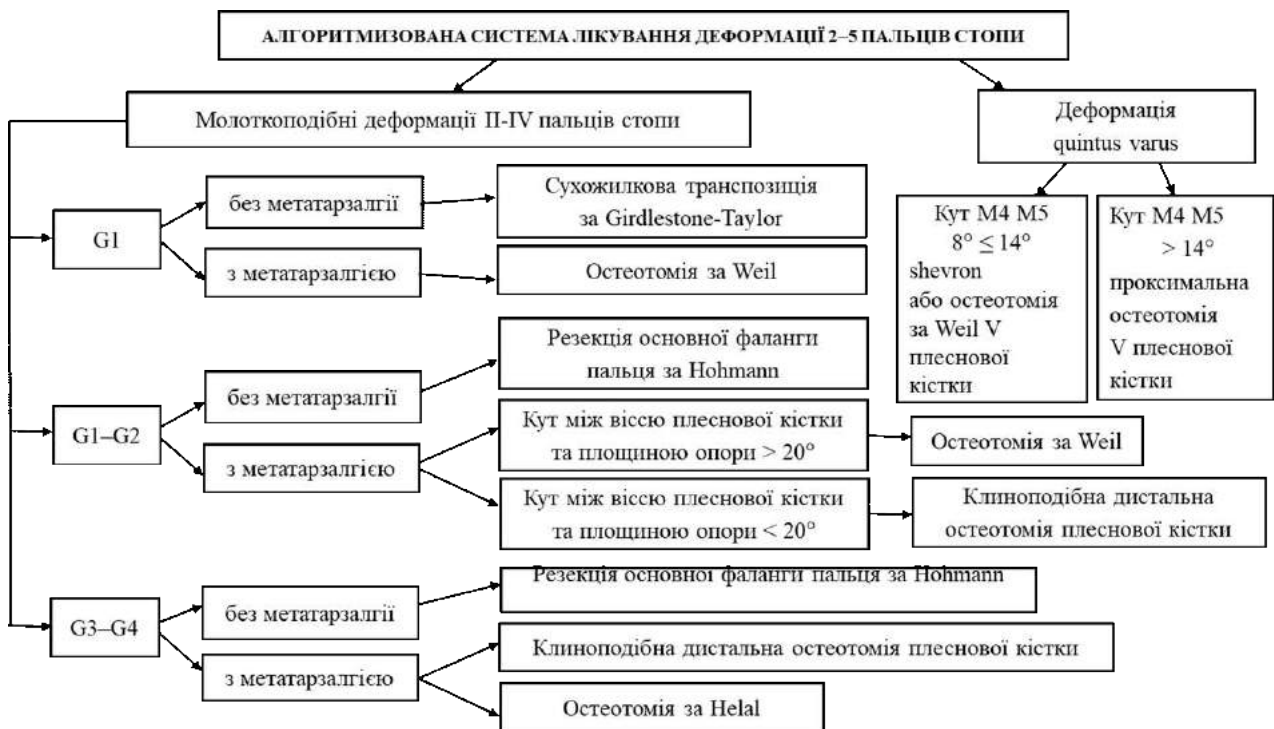 АЛГОРИТМІЗОВАНА СИСТЕМА ЛІКУВАННЯ ДЕФОРМАЦІЇ 2–5 ПАЛЬЦІВ СТОПИ
Молоткоподібні деформації II-IV пальців стопи
Деформація
quintus varus
G1
без метатарзалгії
Сухожилкова транспозиція
за Girdlestone-Taylor
з метатарзалгією
Остеотомія за Weil
Кут М4 М5
8° ≤ 14°
shevron
або остеотомія
за Weil V
плеснової
кістки
Кут М4 М5
> 14°
проксимальна
остеотомія
V плеснової
кістки
G1–G2
без метатарзалгії
Резекція основної фаланги
пальця за Hohmann
з метатарзалгією
Кут між віссю плеснової кістки
та площиною опори > 20°
Остеотомія за Weil
Кут між віссю плеснової кістки
та площиною опори < 20°
Клиноподібна дистальна
остеотомія плеснової кістки
G3–G4
без метатарзалгії
Резекція основної фаланги пальця за Hohmann
з метатарзалгією
Клиноподібна дистальна остеотомія плеснової кістки
Остеотомія за Helal